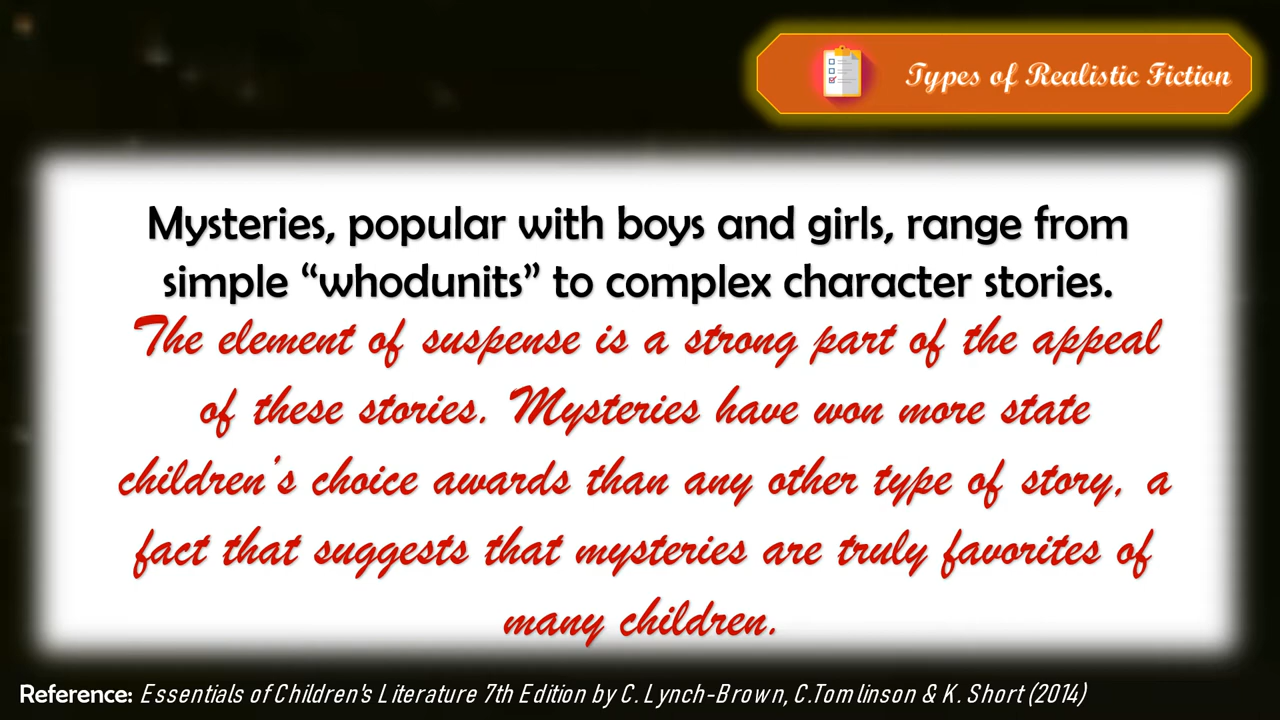 Types of Realistic Fiction
Mysteries, popular with boys and girls, range from
simple “whodunits” to complex character stories.
The element of suspense is a strong part of the appeal
of these stories. Mysteries have won more state
children’s choice awards than any other type of story, a
fact that suggests that mysteries are truly favorites of
many children.
Reference: Essentials of Children's Literature 7th Edition by C. Lynch-Brown, C.Tomlinson & K. Short (2014)